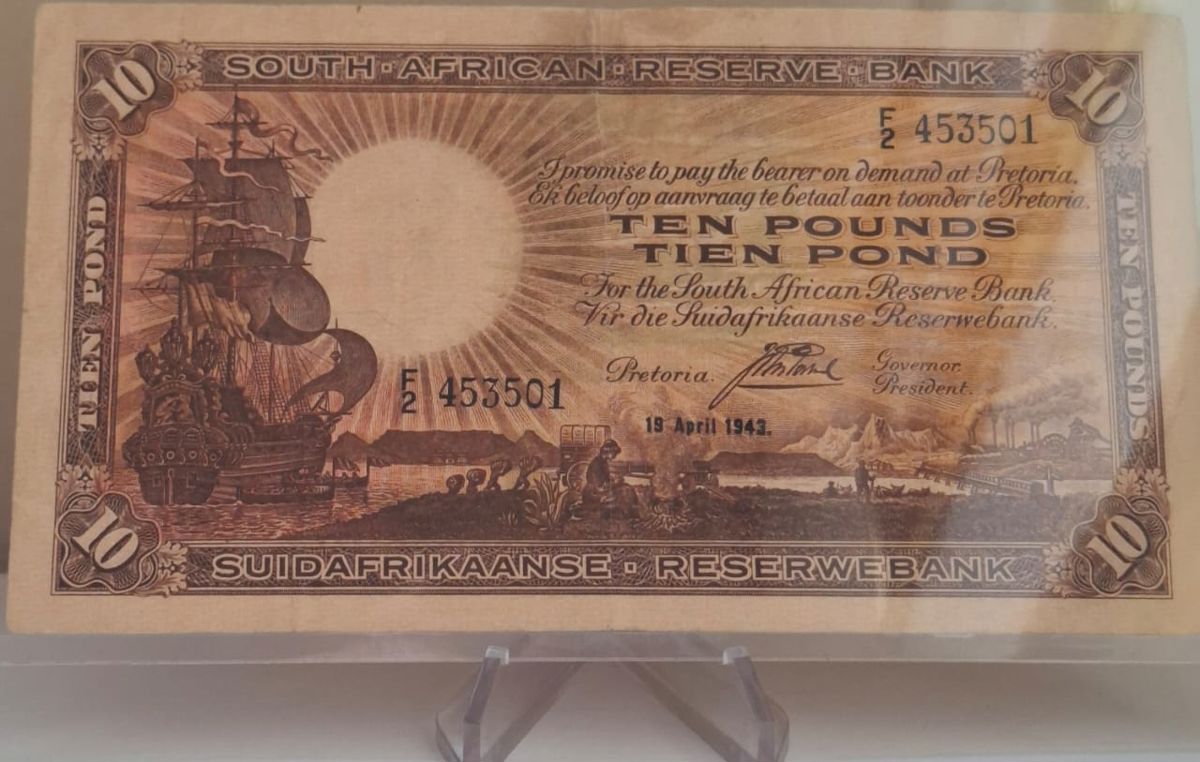 10
SOUTH · AFRICAN · RESERVE · BANK
10
F/2 453501
I promise to pay the bearer on demand at Pretoria.
Ek beloof op aanvraag te betaal aan toonder te Pretoria.
TEN POUNDS
TIEN POND
For the South African Reserve Bank.
Vir die Suidafrikaanse Reserwebank.
Pretoria.
Governor.
President.
F/2 453501
19 April 1943.
TIEN POND
TEN POUNDS
10
SUIDAFRIKAANSE · RESERWEBANK
10